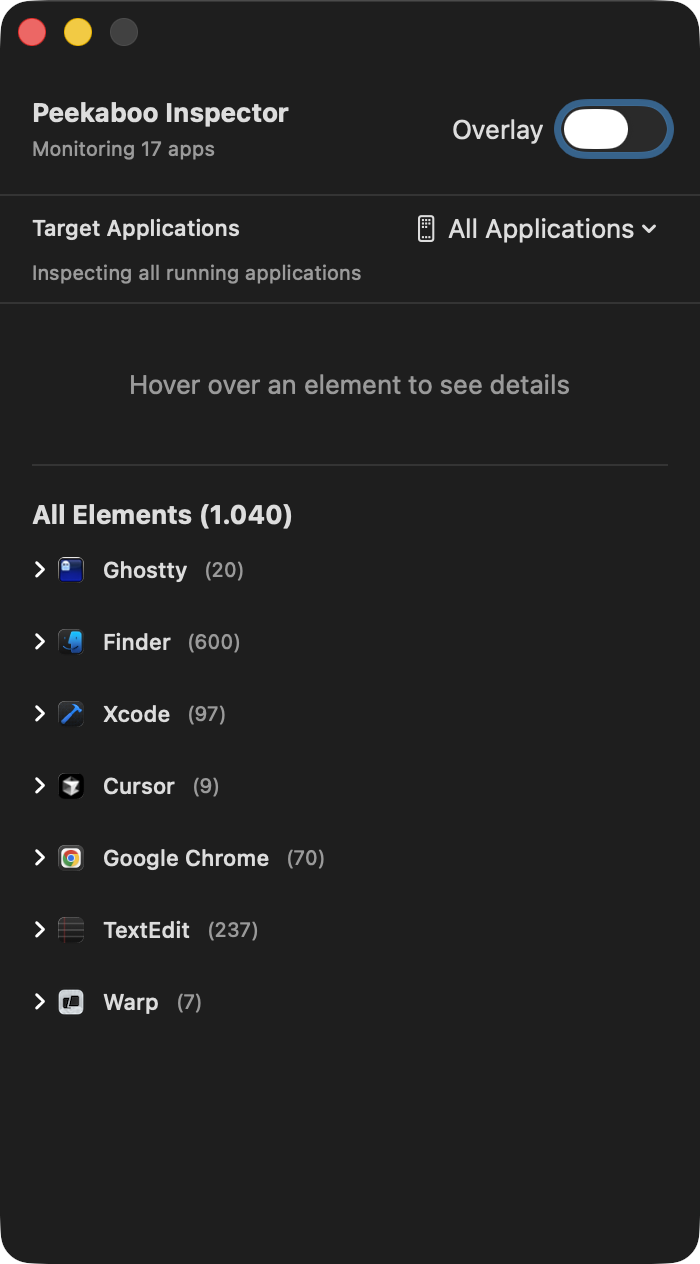 Peekaboo Inspector
Monitoring 17 apps
Overlay
Target Applications
All Applications
Inspecting all running applications
Hover over an element to see details
All Elements (1.040)
Ghostty (20)
Finder (600)
Xcode (97)
Cursor (9)
Google Chrome (70)
TextEdit (237)
Warp (7)